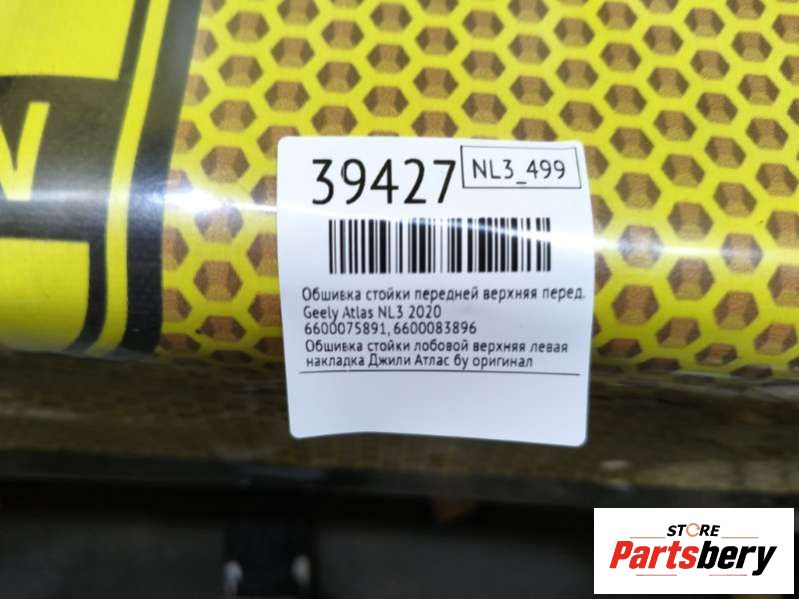 N
39427
NL3_499
Обшивка стойки передней верхняя перед.
Geely Atlas NL3 2020
6600075891, 6600083896
Обшивка стойки лобовой верхняя левая
накладка Джили Атлас бу оригинал
STORE
Partsbery